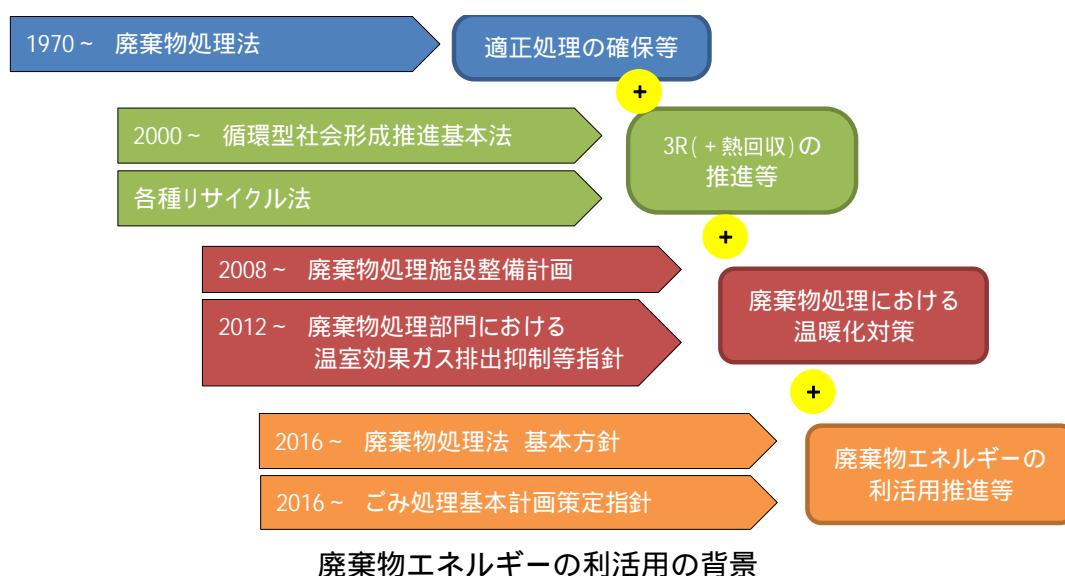 1970～ 廃棄物処理法
適正処理の確保等
+
2000～ 循環型社会形成推進基本法
各種リサイクル法
3R(+熱回収)の
推進等
+
2008～ 廃棄物処理施設整備計画
2012～ 廃棄物処理部門における
温室効果ガス排出抑制等指針
廃棄物処理における
温暖化対策
+
2016～ 廃棄物処理法 基本方針
2016～ ごみ処理基本計画策定指針
廃棄物エネルギーの
利活用推進等
廃棄物エネルギーの利活用の背景